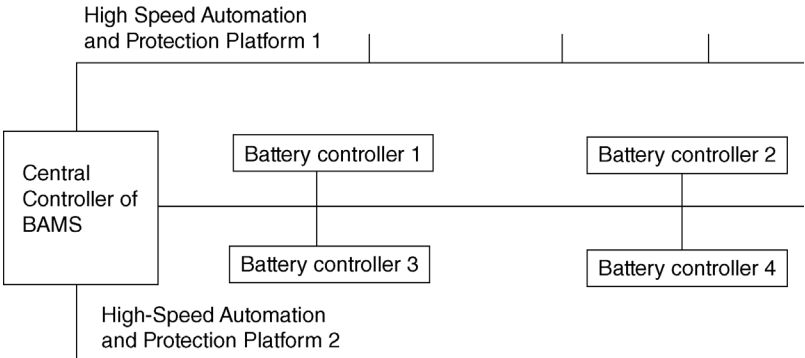 High Speed Automation
and Protection Platform 1
Battery controller 1
Battery controller 2
Central
Controller of
BAMS
Battery controller 3
Battery controller 4
High-Speed Automation
and Protection Platform 2